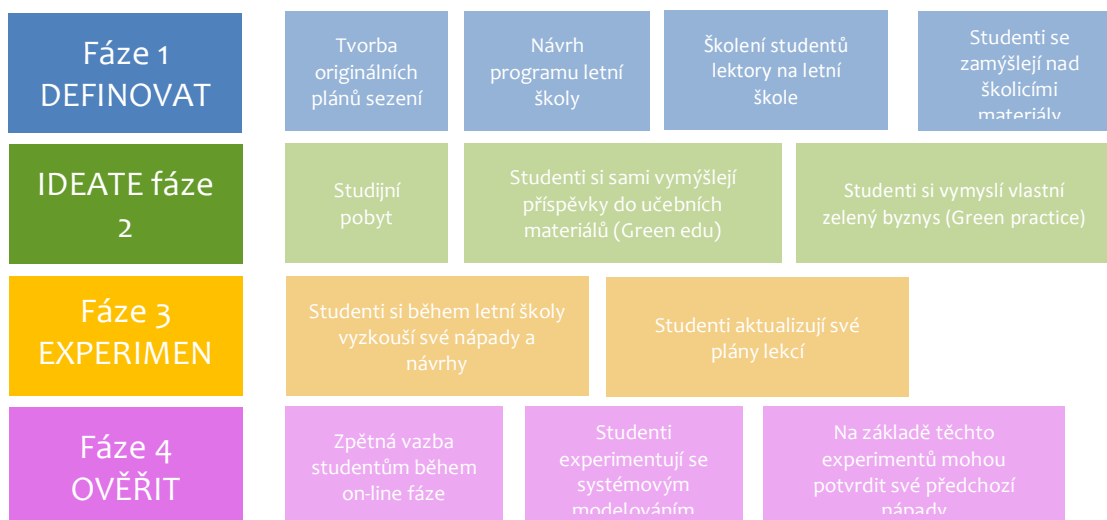 Fáze 1
DEFINOVAT
Tvorba
originálních
plánů sezení
Návrh
programu letní
školy
Školení studentů
lektory na letní
škole
Studenti se
zamýšlejí nad
školicími
materiály
IDEATE fáze
2
Studijní
pobyt
Studenti si sami vymýšlejí
příspěvky do učebních
materiálů (Green edu)
Studenti si vymyslí vlastní
zelený byznys (Green practice)
Fáze 3
EXPERIMEN
Studenti si během letní školy
vyzkouší své nápady a
návrhy
Studenti aktualizují své
plány lekcí
Fáze 4
OVĚŘIT
Zpětná vazba
studentům během
on-line fáze
Studenti
experimentují se
systémovým
modelováním
Na základě těchto
experimentů mohou
potvrdit své předchozí
nápady